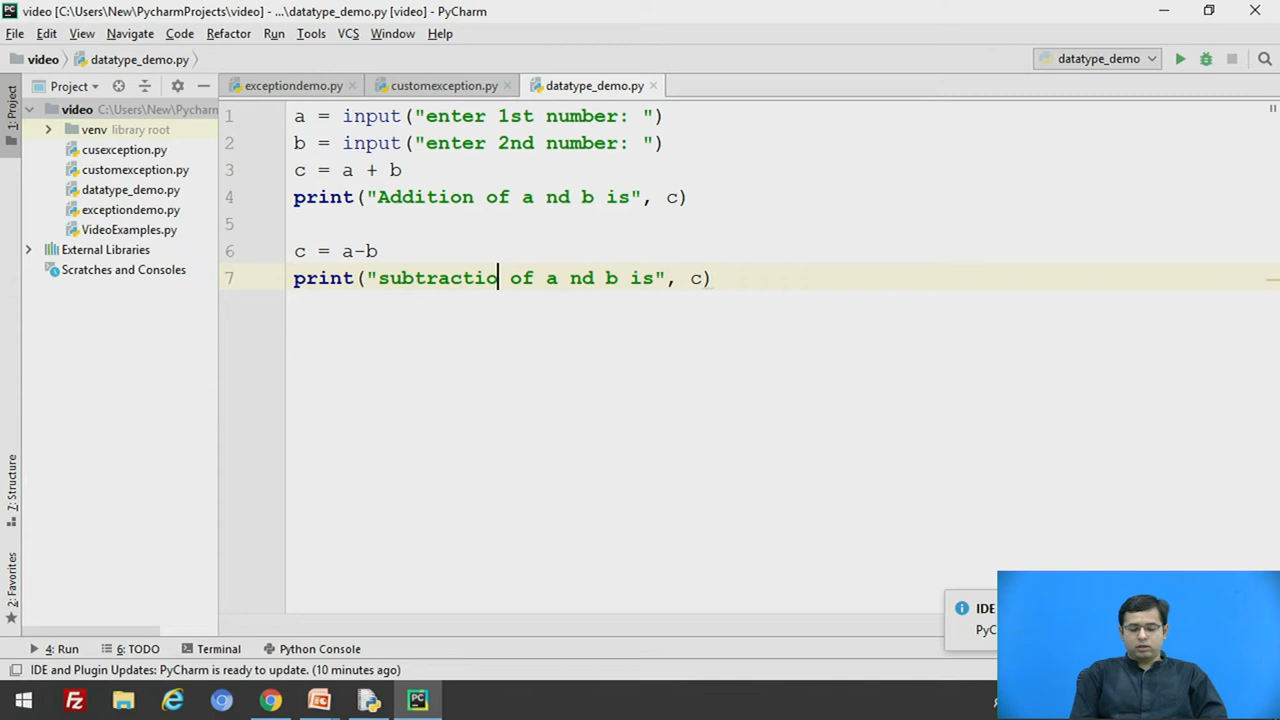 video [C:\Users\New\PycharmProjects\video] - ...\datatype_demo.py [video] - PyCharm
File Edit View Navigate Code Refactor Run Tools VCS Window Help
video datatype_demo.py datatype_demo
Project exceptiondemo.py customexception.py datatype_demo.py
1: Project
video C:\Users\New\Pycharm
venv library root
cusexception.py
customexception.py
datatype_demo.py
exceptiondemo.py
VideoExamples.py
External Libraries
Scratches and Consoles
1 a = input("enter 1st number: ")
2 b = input("enter 2nd number: ")
3 c = a + b
4 print("Addition of a nd b is", c)
5
6 c = a-b
7 print("subtractio of a nd b is", c)
7: Structure
2: Favorites
IDE
PyC
4: Run 6: TODO Terminal Python Console
IDE and Plugin Updates: PyCharm is ready to update. (10 minutes ago)